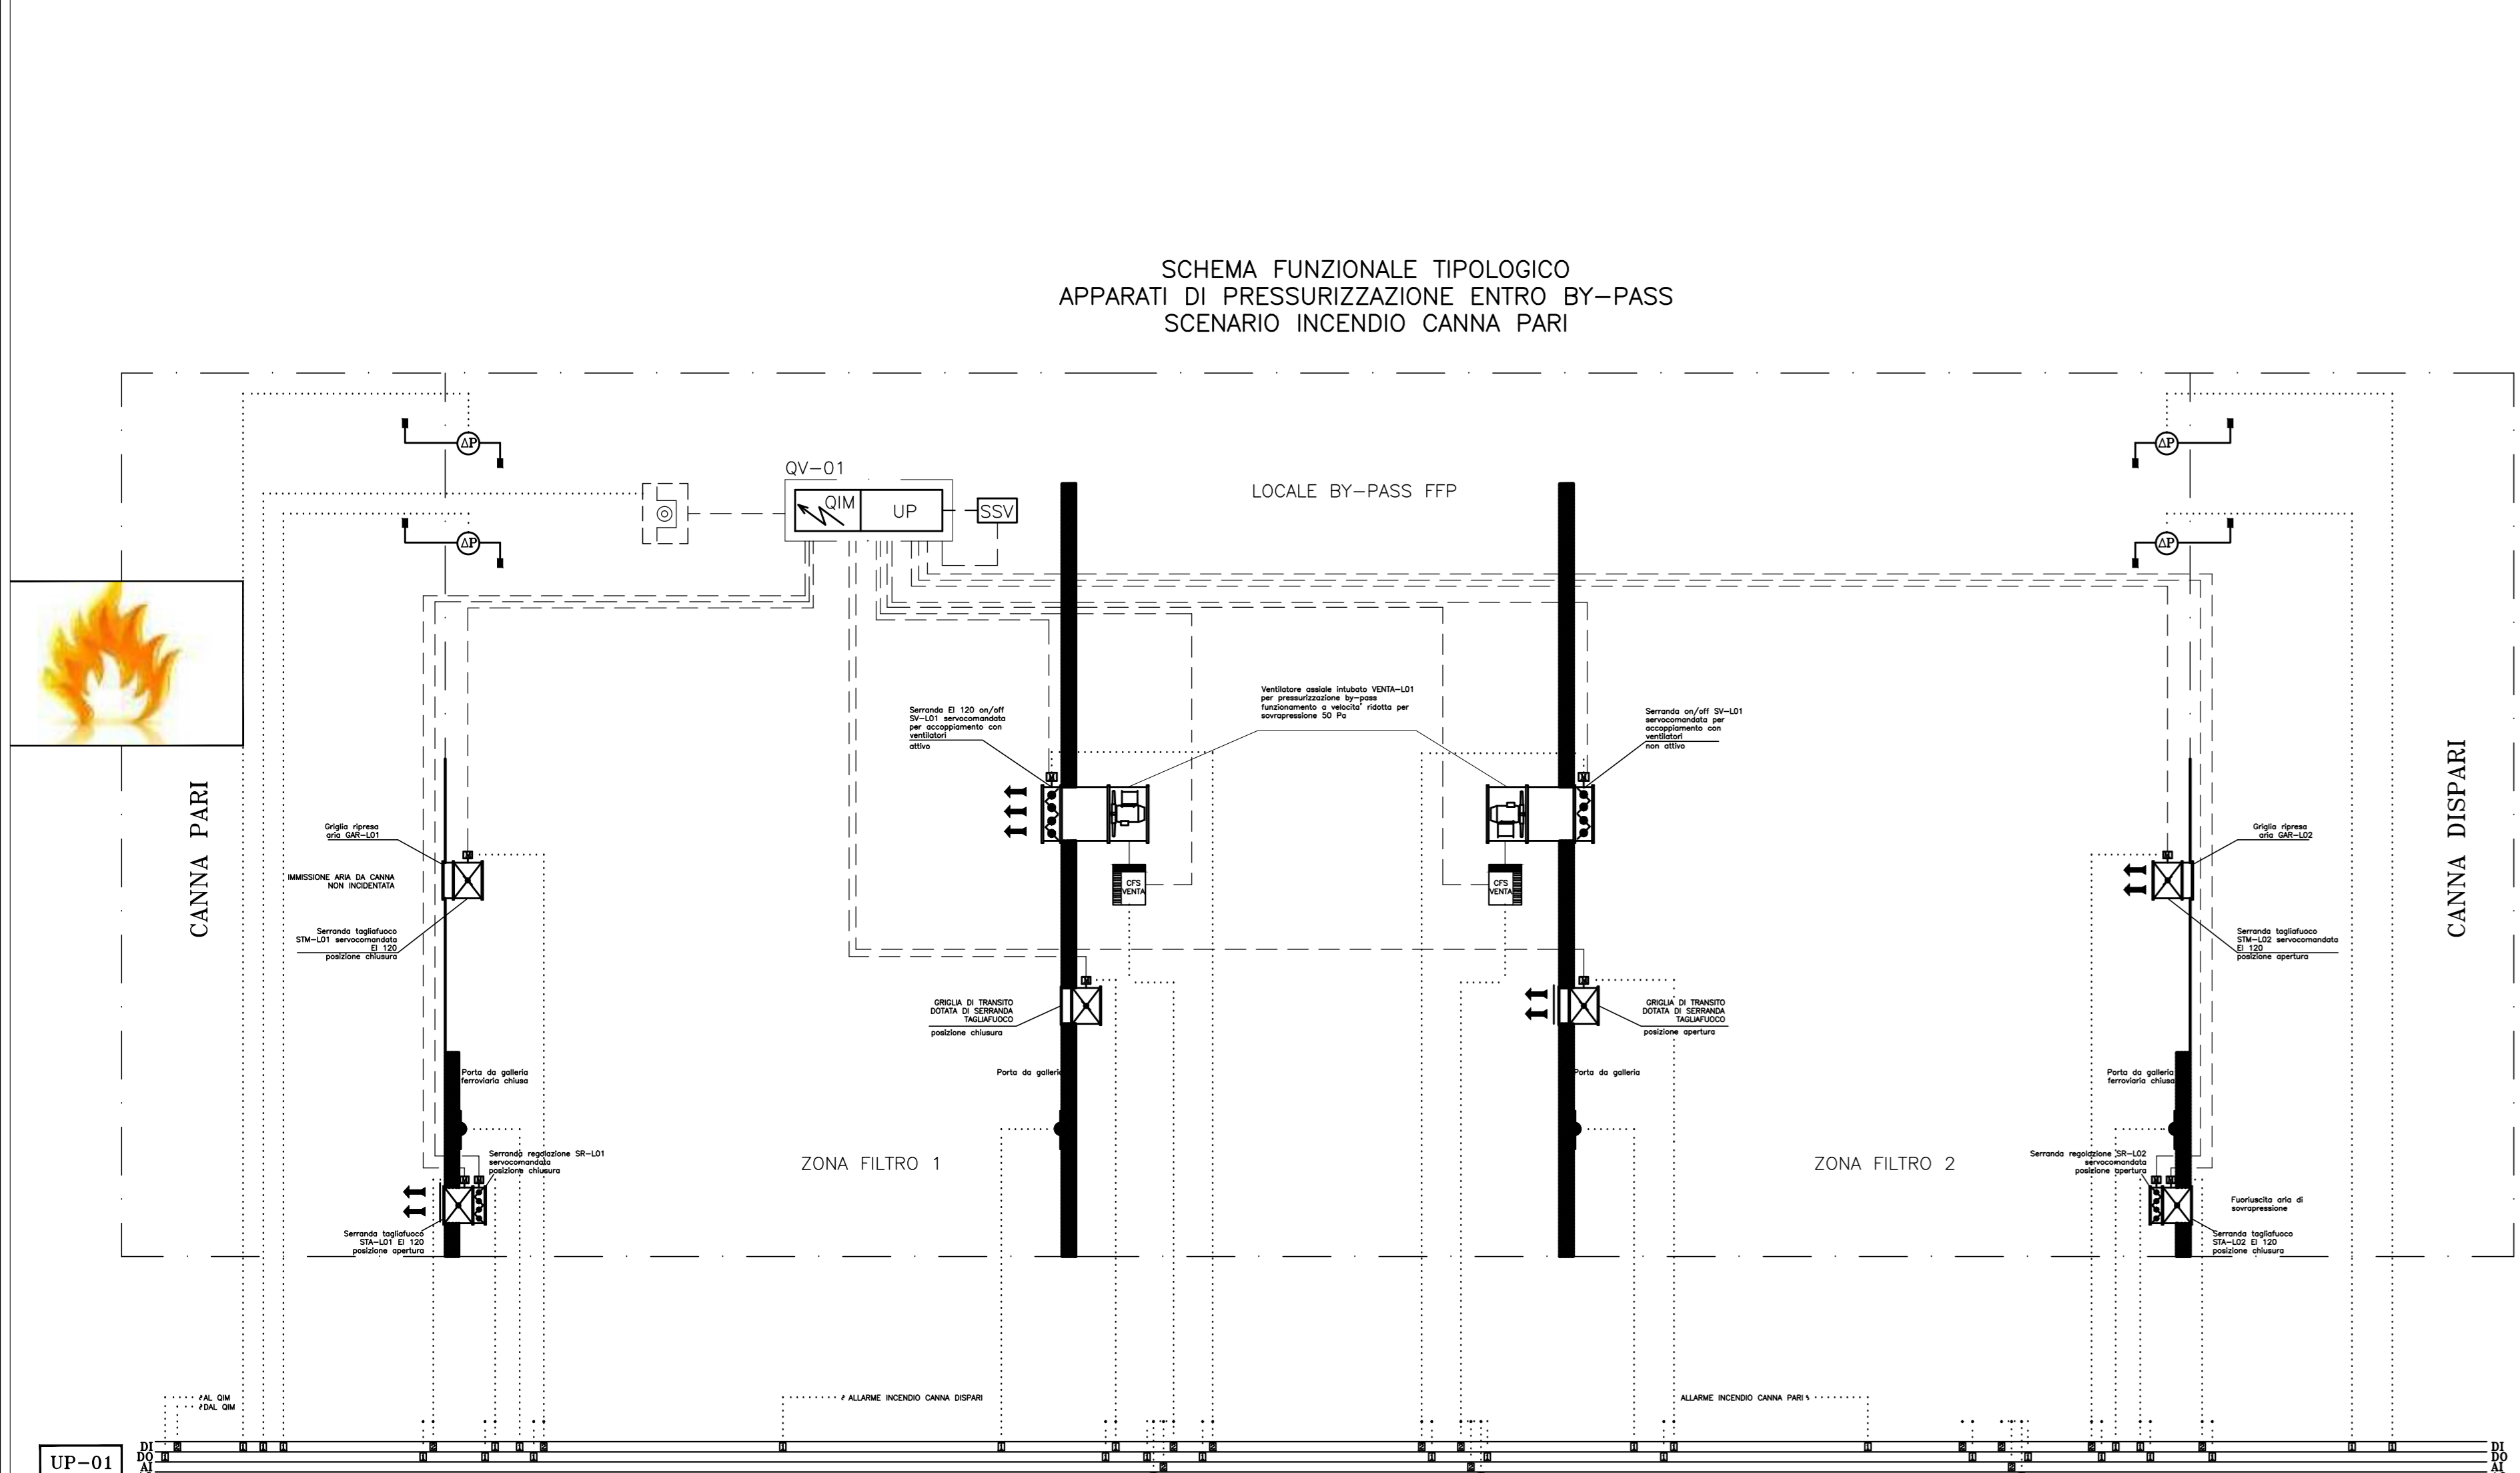 SCHEMA FUNZIONALE TIPOLOGICO
APPARATI DI PRESSURIZZAZIONE ENTRO BY-PASS
SCENARIO INCENDIO CANNA PARI
ΔP
ΔP
ΔP
ΔP
QV-01
QIM
UP
SSV
LOCALE BY-PASS FFP
CANNA PARI
CANNA DISPARI
Serranda EI 120 on/off
SV-L01 servocomandata
per accoppiamento con
ventilatori
attivo
Ventilatore assiale intubato VENTA-L01
per pressurizzazione by-pass
funzionamento a velocita' ridotta per
sovrapressione 50 Pa
Serranda on/off SV-L01
servocomandata per
accoppiamento con
ventilatori
non attivo
M
M
Griglia ripresa
aria GAR-L01
IMMISSIONE ARIA DA CANNA
NON INCIDENTATA
Serranda tagliafuoco
STM-L01 servocomandata
EI 120
posizione chiusura
M
CFS
VENTA
CFS
VENTA
M
Griglia ripresa
aria GAR-L02
Serranda tagliafuoco
STM-L02 servocomandata
EI 120
posizione apertura
GRIGLIA DI TRANSITO
DOTATA DI SERRANDA
TAGLIAFUOCO
posizione chiusura
M
M
GRIGLIA DI TRANSITO
DOTATA DI SERRANDA
TAGLIAFUOCO
posizione apertura
Porta da galleria
ferroviaria chiusa
Porta da galleria
Porta da galleria
Porta da galleria
ferroviaria chiusa
ZONA FILTRO 1
ZONA FILTRO 2
Serranda regolazione SR-L01
servocomandata
posizione chiusura
M
M
Serranda tagliafuoco
STA-L01 EI 120
posizione apertura
Serranda regolazione SR-L02
servocomandata
posizione apertura
M
M
Fuoriuscita aria di
sovrapressione
Serranda tagliafuoco
STA-L02 EI 120
posizione chiusura
AL QIM
DAL QIM
ALLARME INCENDIO CANNA DISPARI
ALLARME INCENDIO CANNA PARI
UP-01
DI
DO
AI
DI
DO
AI